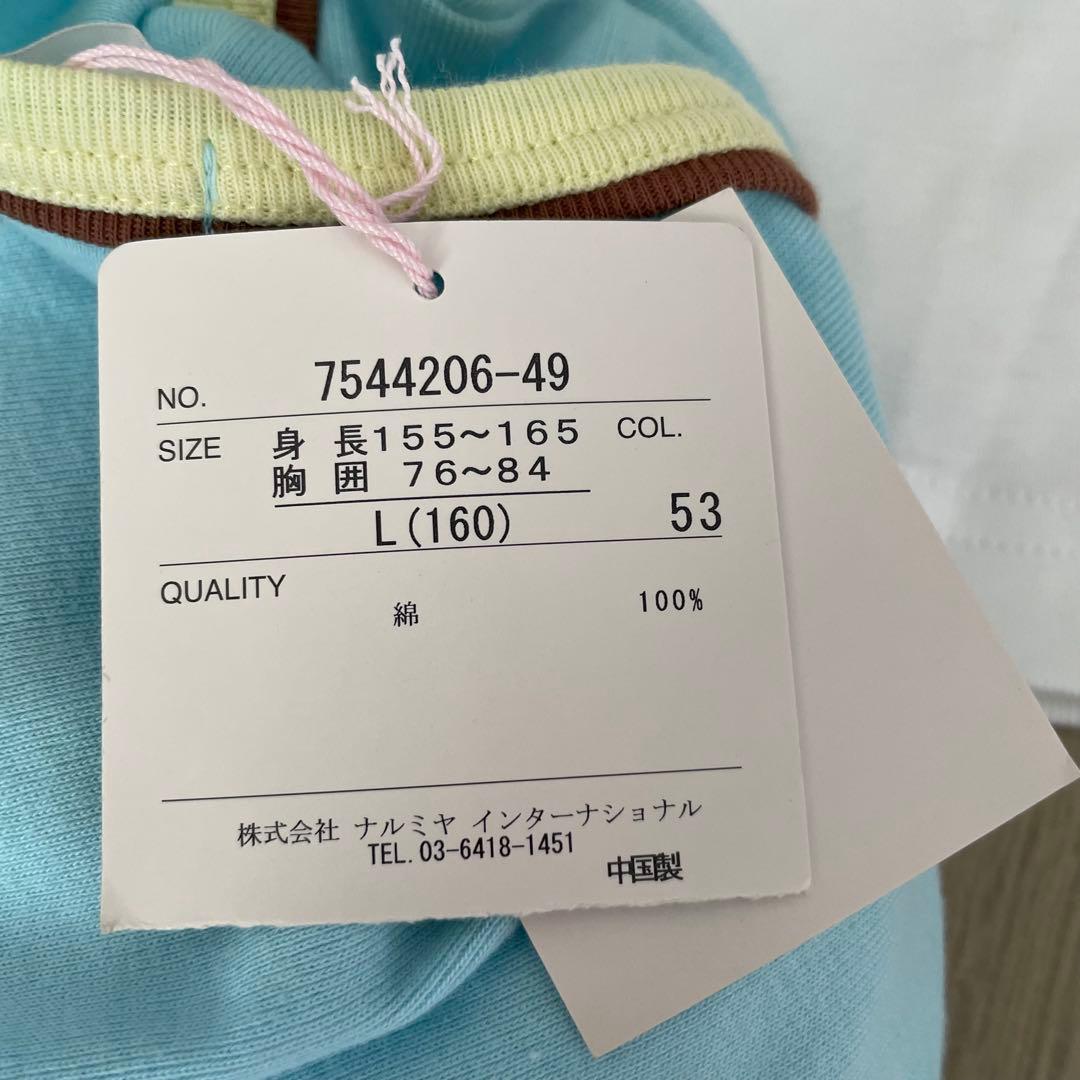 NO. 7544206-49
SIZE 身長155～165 COL.
胸囲 76～84
L(160) 53
QUALITY
綿 100%
株式会社 ナルミヤ インターナショナル
TEL.03-6418-1451
中国製